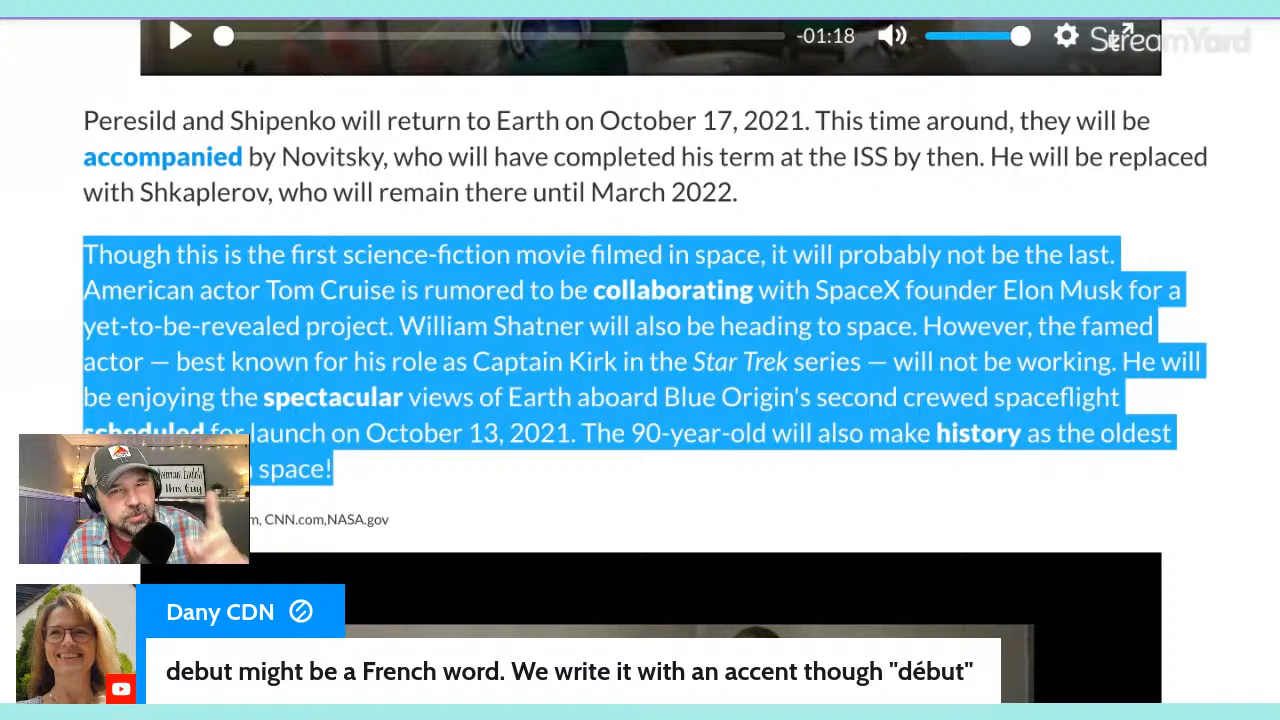 -01:18
StreamYard
Peresild and Shipenko will return to Earth on October 17, 2021. This time around, they will be
accompanied by Novitsky, who will have completed his term at the ISS by then. He will be replaced
with Shkaplerov, who will remain there until March 2022.
Though this is the first science-fiction movie filmed in space, it will probably not be the last.
American actor Tom Cruise is rumored to be collaborating with SpaceX founder Elon Musk for a
yet-to-be-revealed project. William Shatner will also be heading to space. However, the famed
actor — best known for his role as Captain Kirk in the Star Trek series — will not be working. He will
be enjoying the spectacular views of Earth aboard Blue Origin's second crewed spaceflight
scheduled for launch on October 13, 2021. The 90-year-old will also make history as the oldest
space!
CNN.com,NASA.gov
this Guy
Dany CDN
debut might be a French word. We write it with an accent though "début"